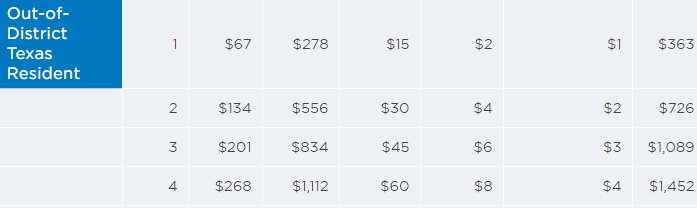 Out-of-
District
Texas
Resident
1 $67 $278 $15 $2 $1 $363
2 $134 $556 $30 $4 $2 $726
3 $201 $834 $45 $6 $3 $1,089
4 $268 $1,112 $60 $8 $4 $1,452